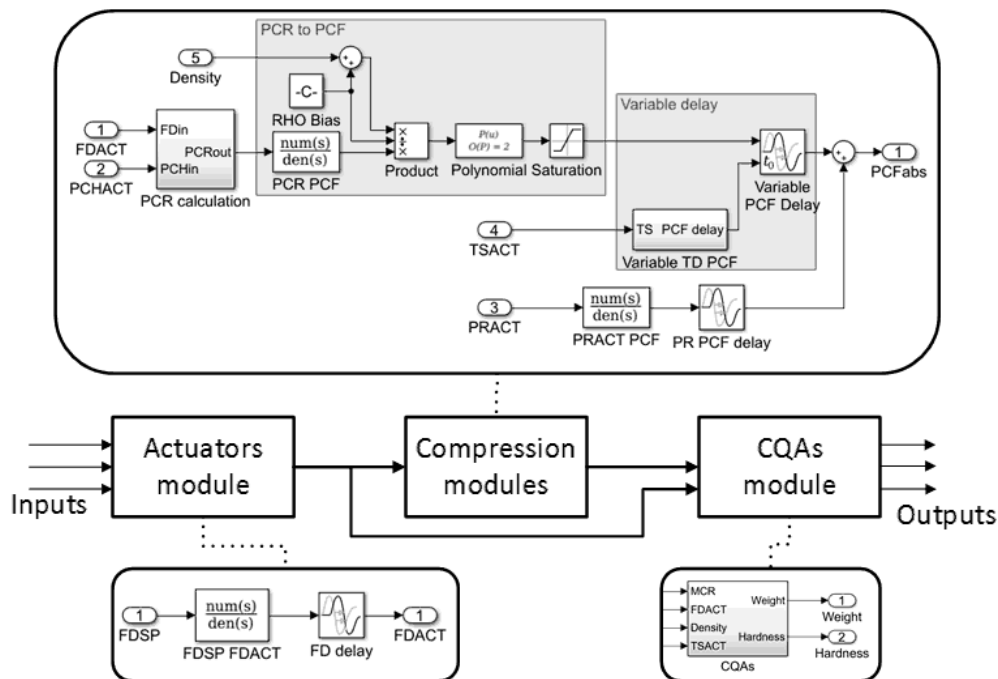 PCR to PCF
5
Density
-C-
RHO Bias
1
FDACT
2
PCHACT
FDin
PCRout
PCHin
PCR calculation
num(s)
den(s)
PCR PCF
×
÷
×
Product
P(u)
O(P) = 2
Polynomial
Saturation
Variable delay
t₀
Variable
PCF Delay
++
1
PCFabs
4
TSACT
TS PCF delay
Variable TD PCF
3
PRACT
num(s)
den(s)
PRACT PCF
PR PCF delay
Inputs
Actuators
module
Compression
modules
CQAs
module
Outputs
1
FDSP
num(s)
den(s)
FDSP FDACT
FD delay
1
FDACT
MCR
FDACT
Density
TSACT
Weight
Hardness
CQAs
1
Weight
2
Hardness